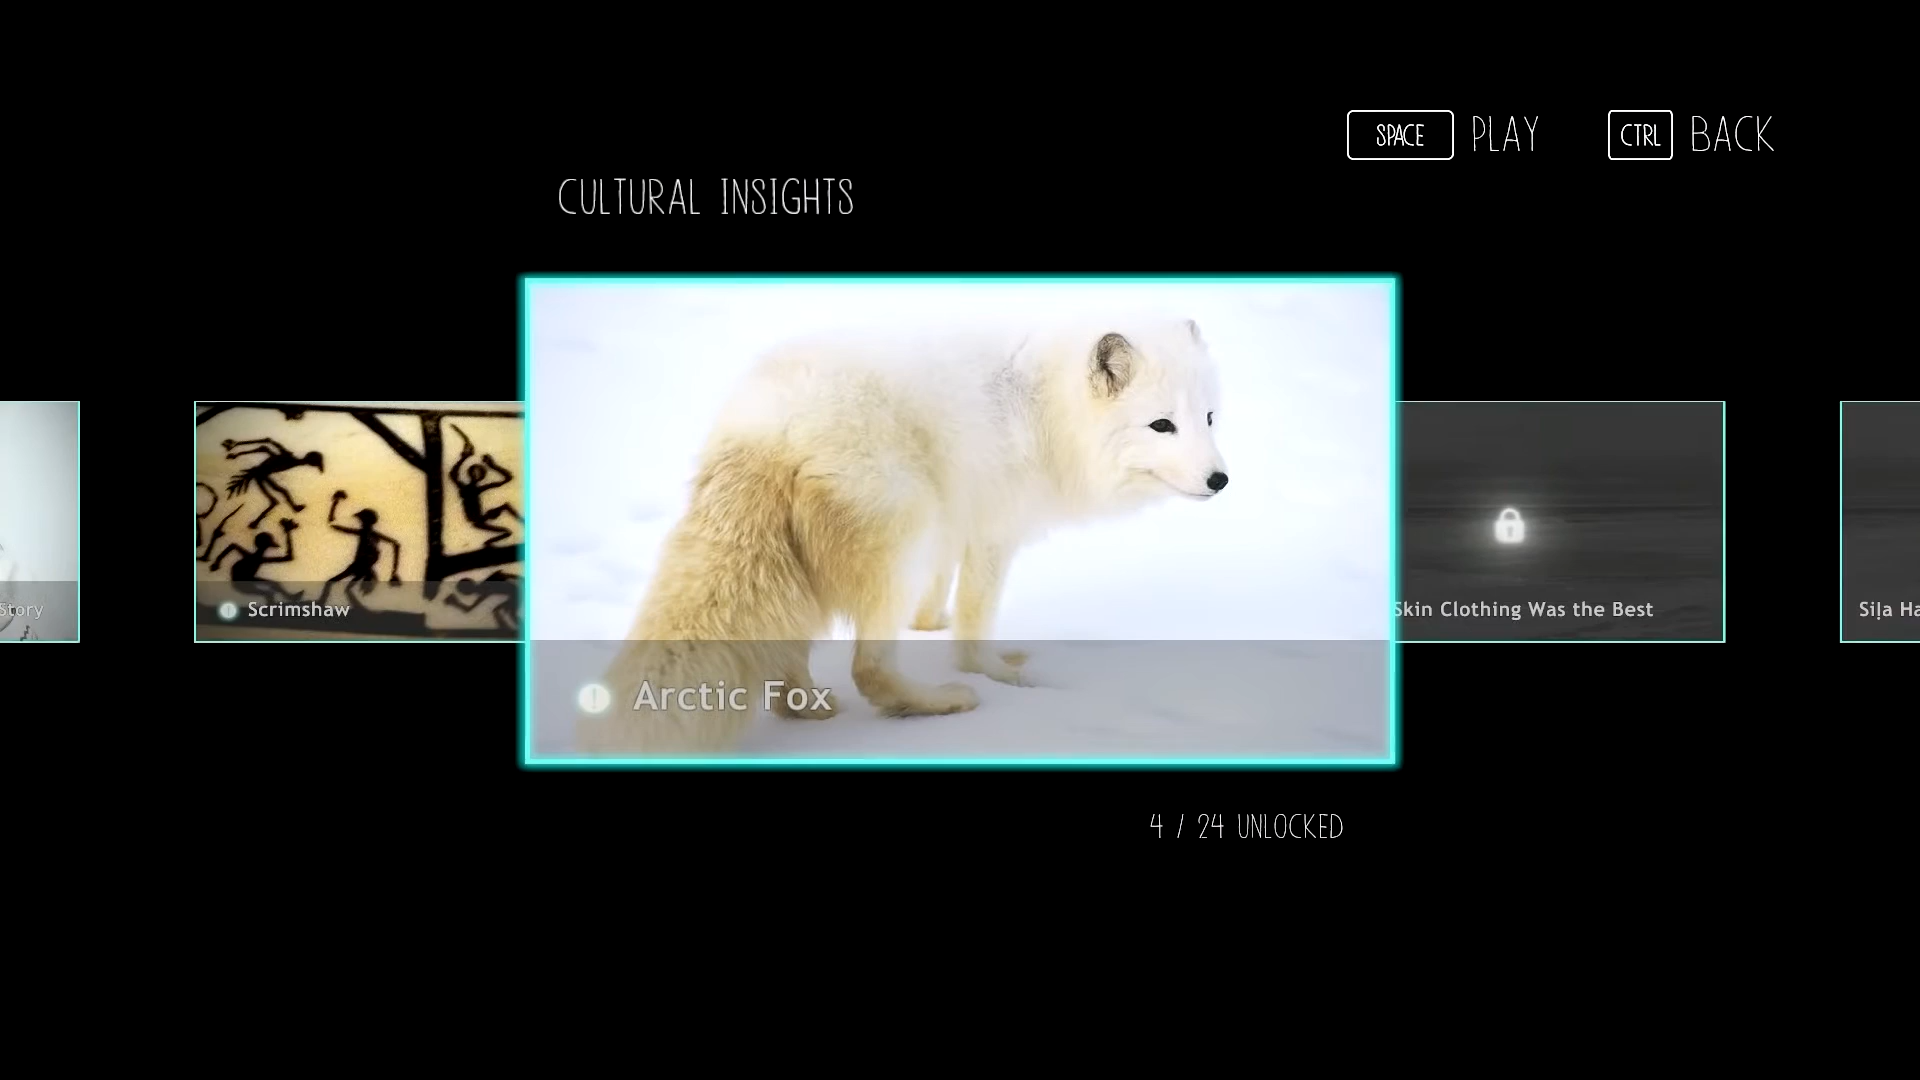 SPACE PLAY CTRL BACK
CULTURAL INSIGHTS
Story
Scrimshaw
Arctic Fox
Skin Clothing Was the Best
Siḷa Ha
4 / 24 UNLOCKED